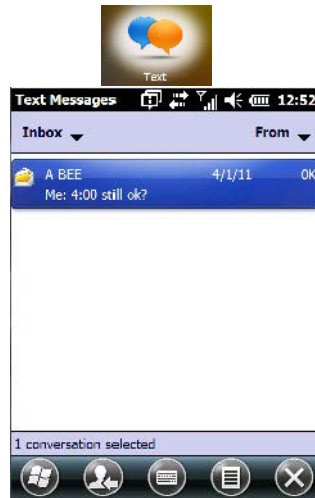 Text
Text Messages 12:52
Inbox From
A BEE 4/1/11 0K
Me: 4:00 still ok?
1 conversation selected